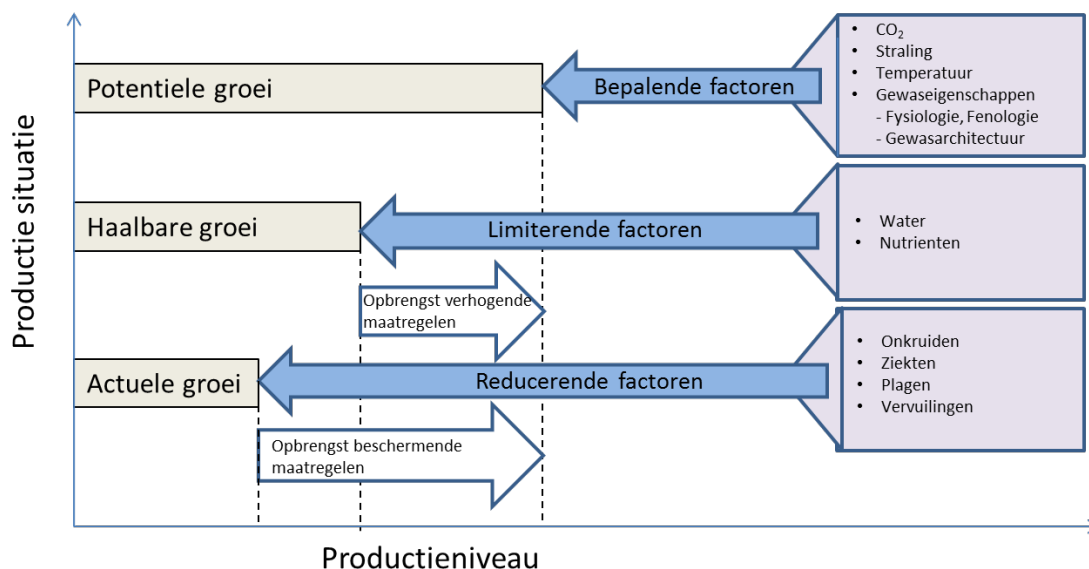 Productie situatie
Potentiele groei
Bepalende factoren
• CO₂
• Straling
• Temperatuur
• Gewaseigenschappen
- Fysiologie, Fenologie
- Gewasarchitectuur
Haalbare groei
Limiterende factoren
• Water
• Nutrienten
Opbrengst verhogende
maatregelen
Actuele groei
Reducerende factoren
• Onkruiden
• Ziekten
• Plagen
• Vervuilingen
Opbrengst beschermende
maatregelen
Productieniveau